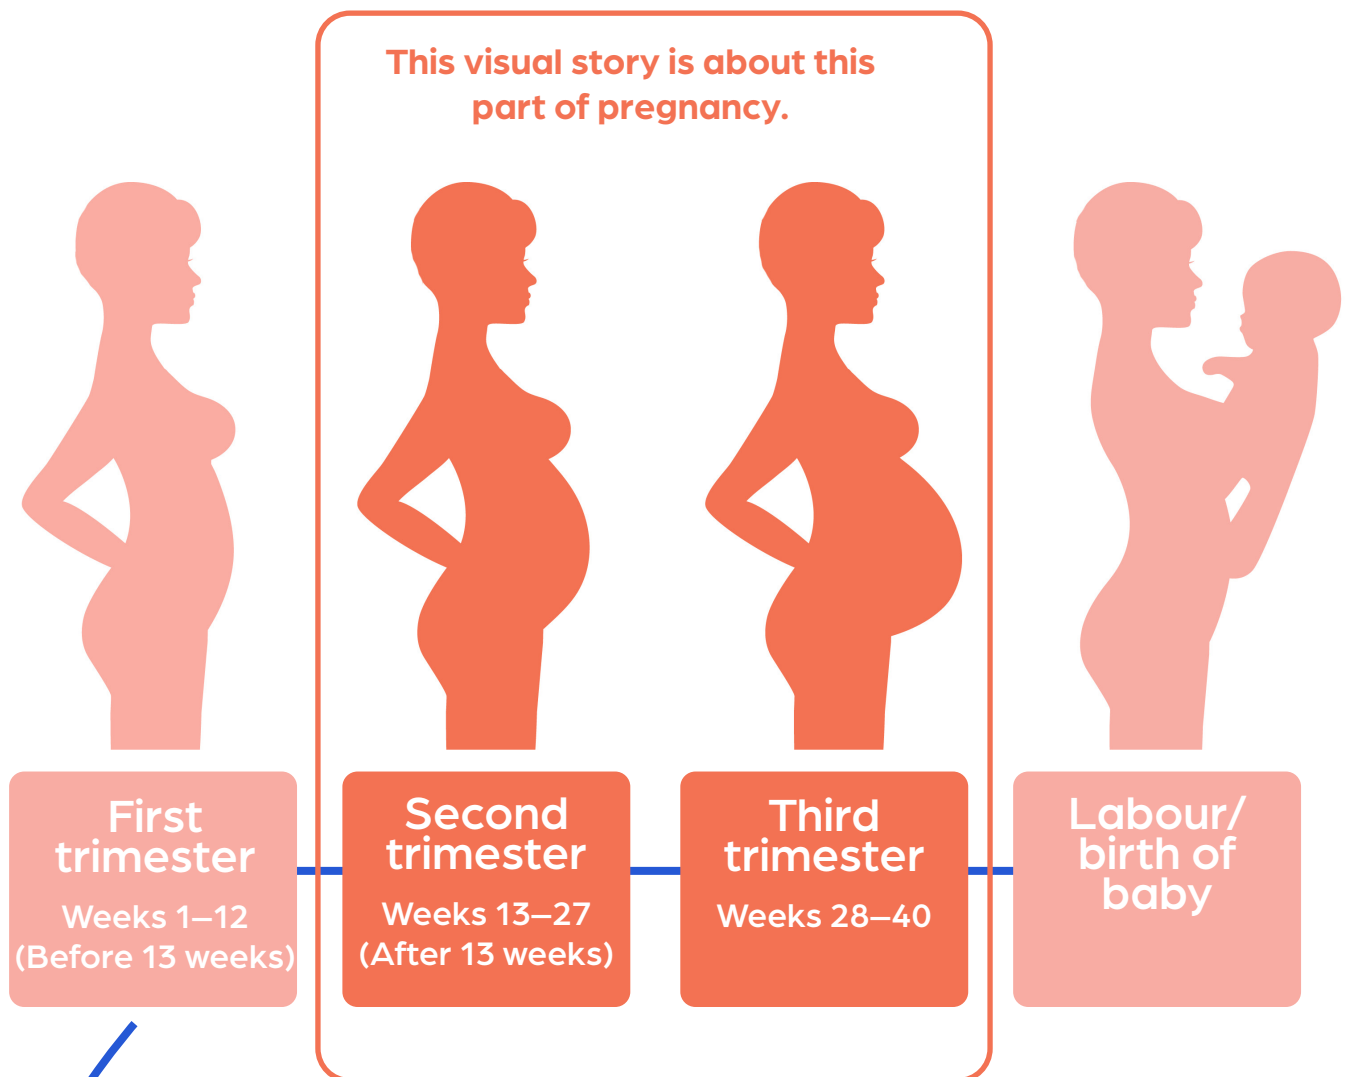 This visual story is about this
part of pregnancy.
First
trimester
Weeks 1–12
(Before 13 weeks)
Second
trimester
Weeks 13–27
(After 13 weeks)
Third
trimester
Weeks 28–40
Labour/
birth of
baby